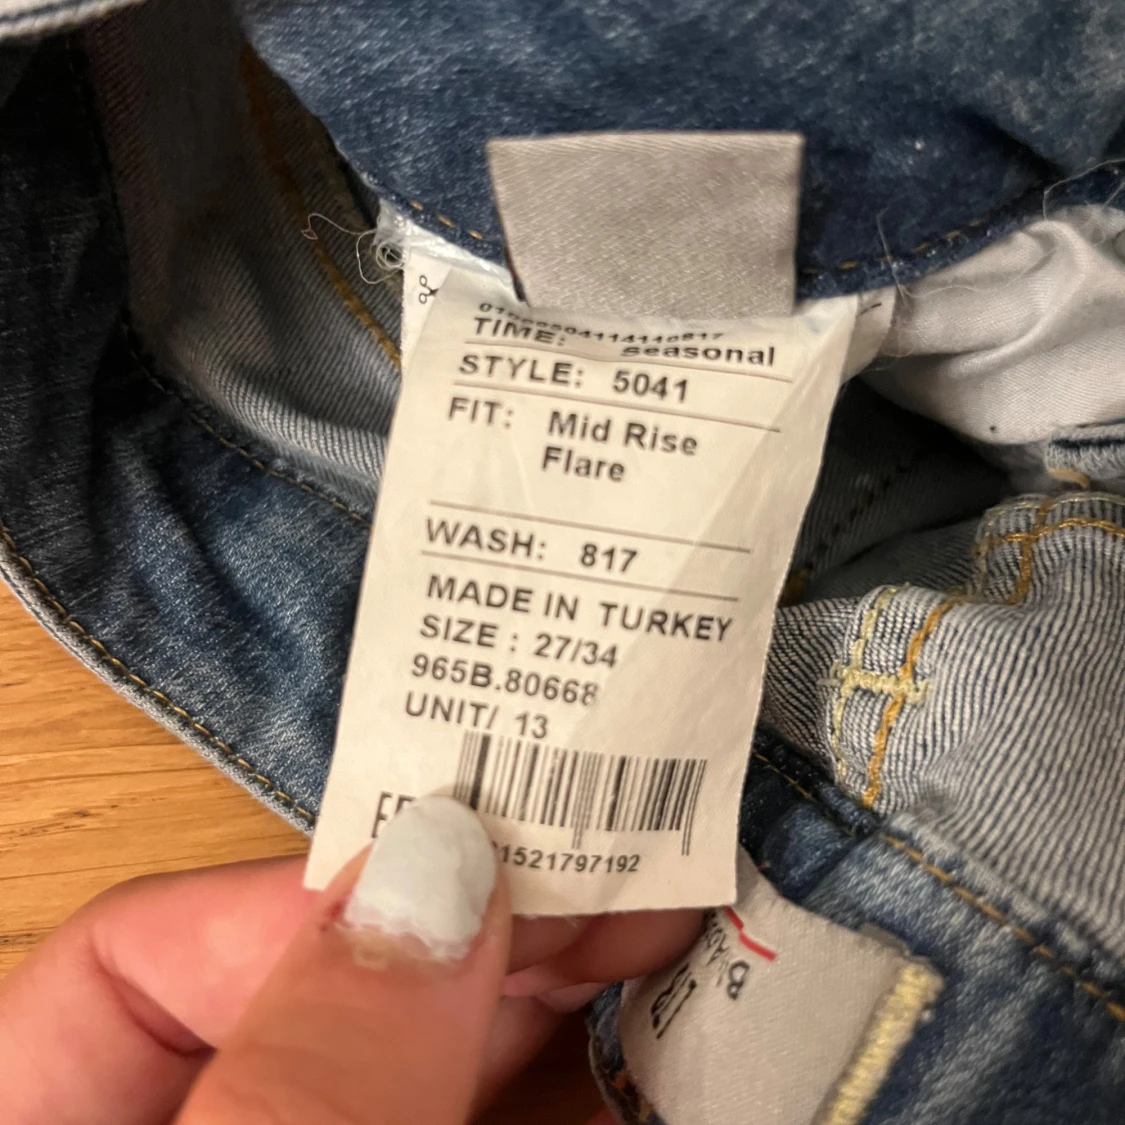 TIME: seasonal
STYLE: 5041
FIT: Mid Rise
Flare
WASH: 817
MADE IN TURKEY
SIZE : 27/34
965B.80668
UNIT/ 13
1521797192